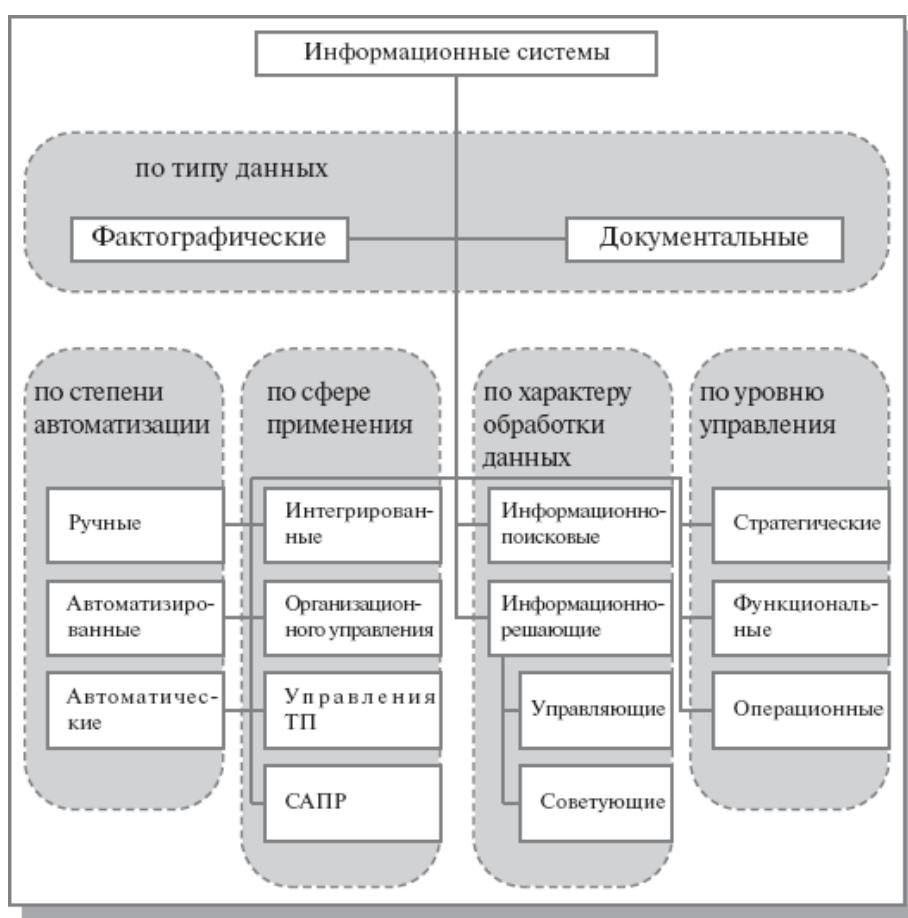 Информационные системы
по типу данных
Фактографические
Документальные
по степени
автоматизации
Ручные
Автоматизиро-
ванные
Автоматичес-
кие
по сфере
применения
Интегрирован-
ные
Организацион-
ного управления
Управления
ТП
САПР
по характеру
обработки
данных
Информационно-
поисковые
Информационно-
решающие
Управляющие
Советующие
по уровню
управления
Стратегические
Функциональ-
ные
Операционные